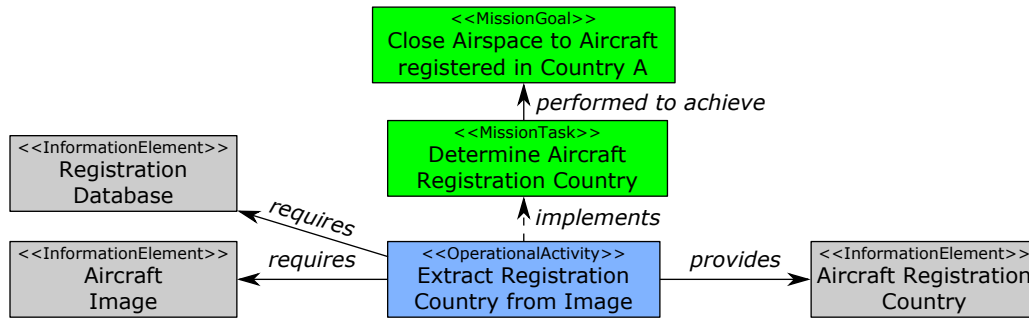 <<MissionGoal>>
Close Airspace to Aircraft
registered in Country A
performed to achieve
<<MissionTask>>
Determine Aircraft
Registration Country
<<InformationElement>>
Registration
Database
requires
implements
<<InformationElement>>
Aircraft
Image
requires
<<OperationalActivity>>
Extract Registration
Country from Image
provides
<<InformationElement>>
Aircraft Registration
Country